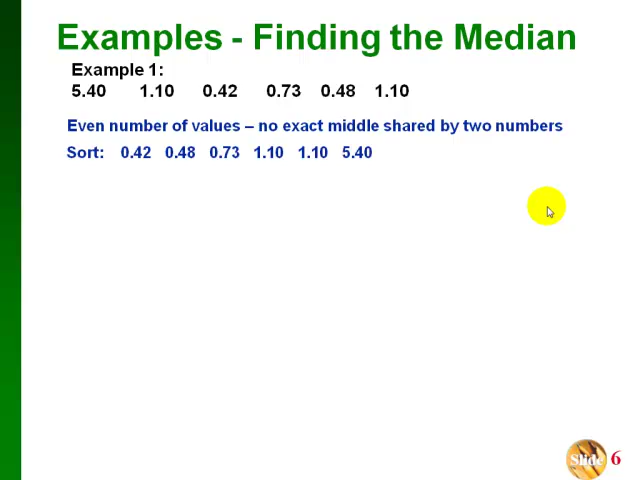 Examples - Finding the Median
Example 1:
5.40 1.10 0.42 0.73 0.48 1.10
Even number of values – no exact middle shared by two numbers
Sort: 0.42 0.48 0.73 1.10 1.10 5.40
Slide 6